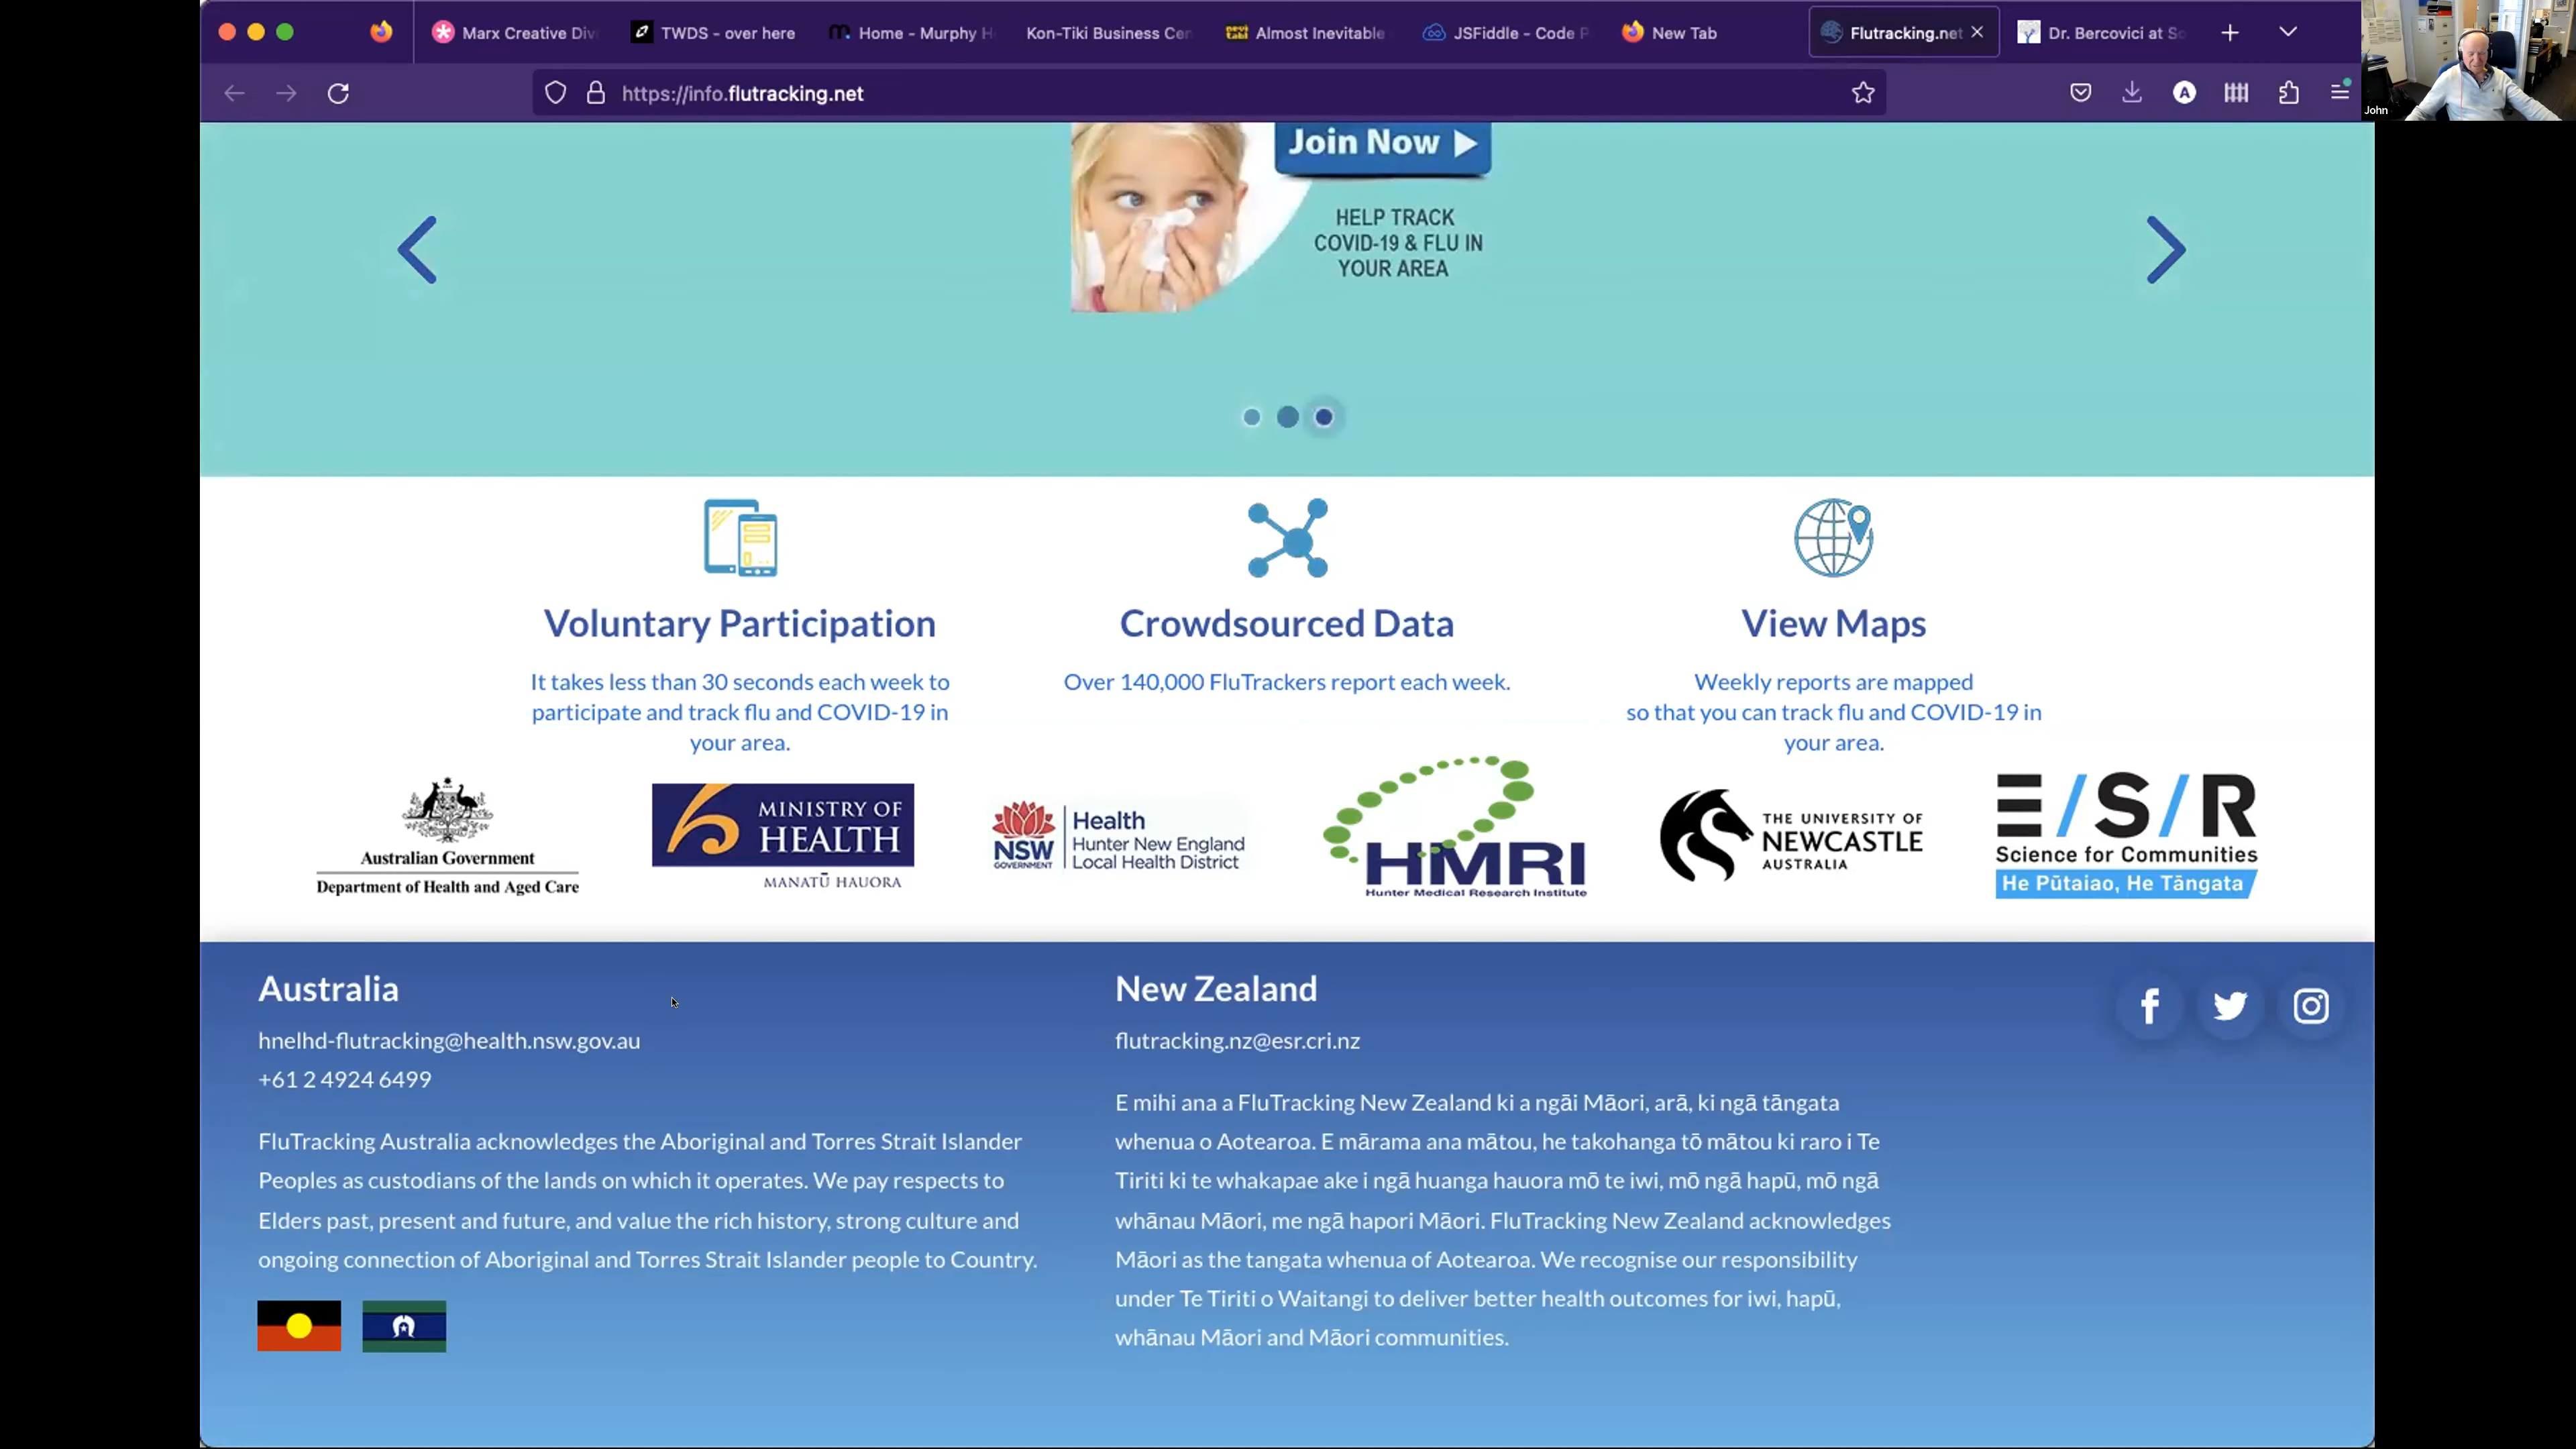 Marx Creative Div
TWDS - over here
Home - Murphy H
Kon-Tiki Business Cen
Almost Inevitable
JSFiddle - Code P
New Tab
Flutracking.net
Dr. Bercovici at So
https://info.flutracking.net
John
Join Now
HELP TRACK
COVID-19 & FLU IN
YOUR AREA
Voluntary Participation
It takes less than 30 seconds each week to
participate and track flu and COVID-19 in
your area.
Crowdsourced Data
Over 140,000 FluTrackers report each week.
View Maps
Weekly reports are mapped
so that you can track flu and COVID-19 in
your area.
Australian Government
Department of Health and Aged Care
MINISTRY OF
HEALTH
MANATŪ HAUORA
NSW
GOVERNMENT
Health
Hunter New England
Local Health District
HMRI
Hunter Medical Research Institute
THE UNIVERSITY OF
NEWCASTLE
AUSTRALIA
E/S/R
Science for Communities
He Pūtaiao, He Tāngata
Australia
hnelhd-flutracking@health.nsw.gov.au
+61 2 4924 6499
FluTracking Australia acknowledges the Aboriginal and Torres Strait Islander
Peoples as custodians of the lands on which it operates. We pay respects to
Elders past, present and future, and value the rich history, strong culture and
ongoing connection of Aboriginal and Torres Strait Islander people to Country.
New Zealand
flutracking.nz@esr.cri.nz
E mihi ana a FluTracking New Zealand ki a ngāi Māori, arā, ki ngā tāngata
whenua o Aotearoa. E mārama ana mātou, he takohanga tō mātou ki raro i Te
Tiriti ki te whakapae ake i ngā huanga hauora mō te iwi, mō ngā hapū, mō ngā
whānau Māori, me ngā hapori Māori. FluTracking New Zealand acknowledges
Māori as the tangata whenua of Aotearoa. We recognise our responsibility
under Te Tiriti o Waitangi to deliver better health outcomes for iwi, hapū,
whānau Māori and Māori communities.